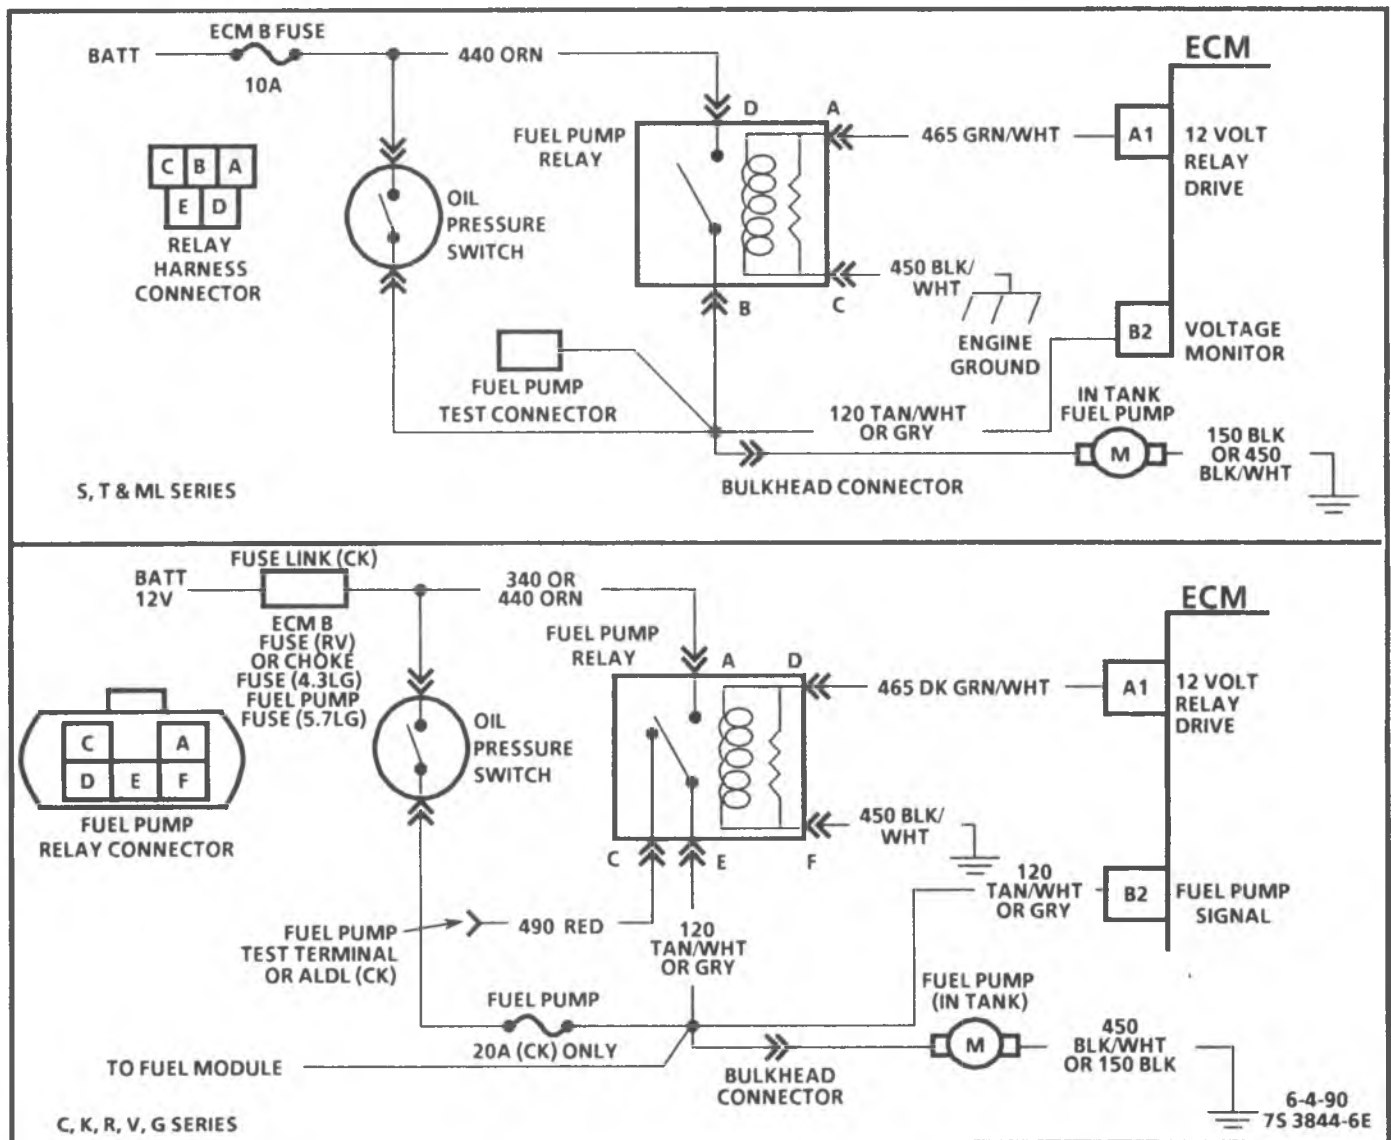 ECM B FUSE
BATT
10A
440 ORN
ECM
D
A
FUEL PUMP
RELAY
465 GRN/WHT
A1
12 VOLT
RELAY
DRIVE
C B A
E D
RELAY
HARNESS
CONNECTOR
OIL
PRESSURE
SWITCH
B
C
450 BLK/
WHT
ENGINE
GROUND
B2
VOLTAGE
MONITOR
FUEL PUMP
TEST CONNECTOR
120 TAN/WHT
OR GRY
IN TANK
FUEL PUMP
M
150 BLK
OR 450
BLK/WHT
BULKHEAD CONNECTOR
S, T & ML SERIES
FUSE LINK (CK)
BATT
12V
ECM B
FUSE (RV)
OR CHOKE
FUSE (4.3LG)
FUEL PUMP
FUSE (5.7LG)
340 OR
440 ORN
ECM
FUEL PUMP
RELAY
A
D
465 DK GRN/WHT
A1
12 VOLT
RELAY
DRIVE
C A
D E F
FUEL PUMP
RELAY CONNECTOR
OIL
PRESSURE
SWITCH
C
E
F
450 BLK/
WHT
120
TAN/WHT
OR GRY
B2
FUEL PUMP
SIGNAL
FUEL PUMP
TEST TERMINAL
OR ALDL (CK)
490 RED
120
TAN/WHT
OR GRY
FUEL PUMP
20A (CK) ONLY
FUEL PUMP
(IN TANK)
M
450
BLK/WHT
OR 150 BLK
TO FUEL MODULE
BULKHEAD
CONNECTOR
C, K, R, V, G SERIES
6-4-90
7S 3844-6E